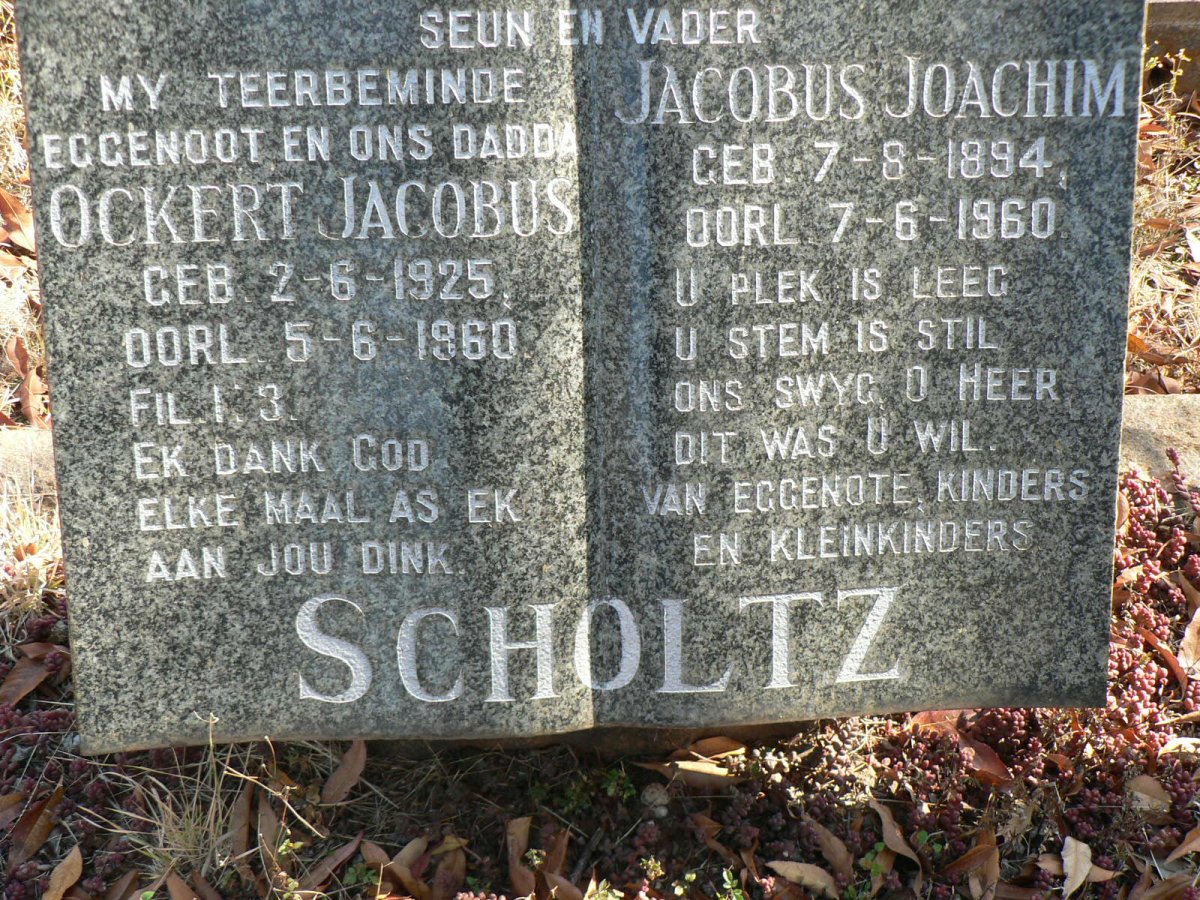 SEUN EN VADER
MY TEERBEMINDE
EGGENOOT EN ONS DADDA
OCKERT JACOBUS
GEB. 2-6-1925,
OORL. 5-6-1960
FIL. 1:3.
EK DANK GOD
ELKE MAAL AS EK
AAN JOU DINK.
JACOBUS JOACHIM
GEB. 7-8-1894,
OORL. 7-6-1960
U PLEK IS LEEG
U STEM IS STIL
ONS SWYG, O HEER,
DIT WAS U WIL.
VAN EGGENOTE, KINDERS
EN KLEINKINDERS
SCHOLTZ